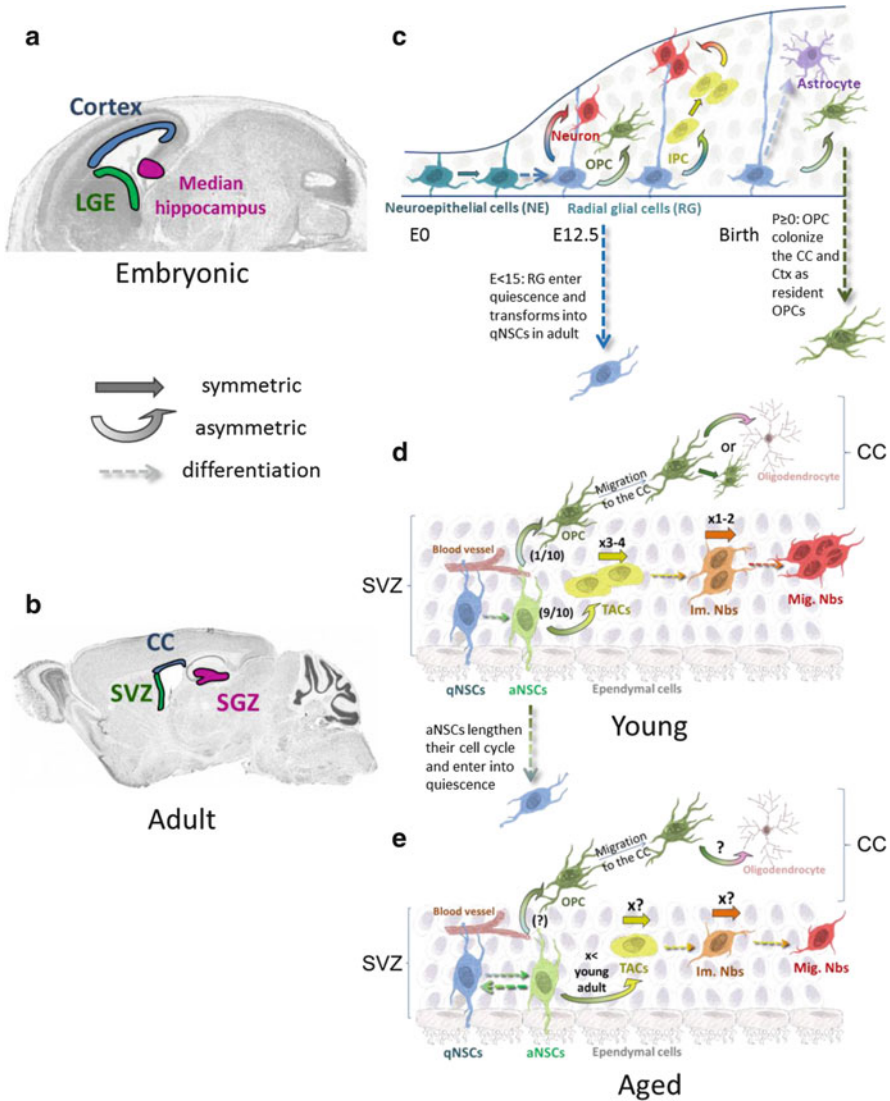 a
Cortex
LGE
Median
hippocampus
Embryonic
symmetric
asymmetric
differentiation
b
CC
SVZ
SGZ
Adult
c
Neuron
OPC
IPC
Astrocyte
Neuroepithelial cells (NE)
Radial glial cells (RG)
E0
E12.5
Birth
E<15: RG enter
quiescence and
transforms into
qNSCs in adult
P≥0: OPC
colonize
the CC and
Ctx as
resident
OPCs
d
Migration
to the CC
or
Oligodendrocyte
CC
OPC
SVZ
Blood vessel
(1/10)
(9/10)
x3-4
TACs
x1-2
Im. Nbs
Mig. Nbs
qNSCs
aNSCs
Ependymal cells
Young
aNSCs lengthen
their cell cycle
and enter into
quiescence
e
Migration
to the CC
?
Oligodendrocyte
CC
OPC
SVZ
Blood vessel
(?)
x<
young
adult
x?
TACs
x?
Im. Nbs
Mig. Nbs
qNSCs
aNSCs
Ependymal cells
Aged